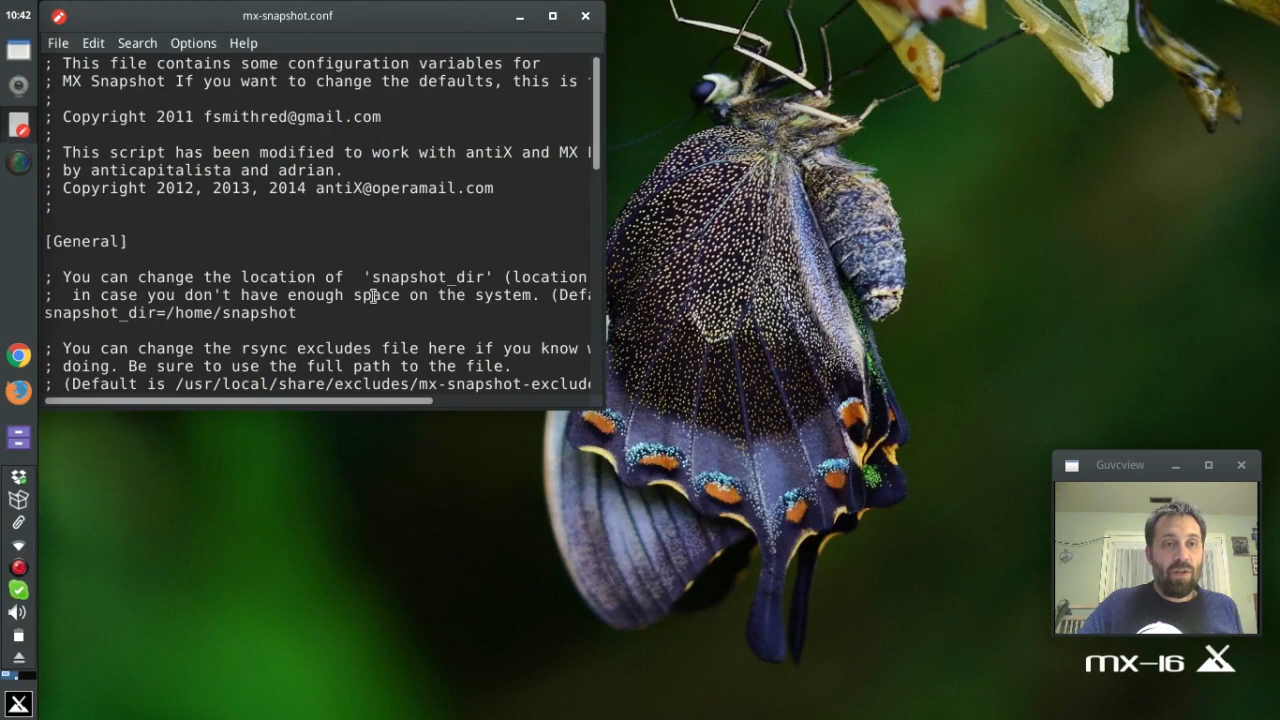 10:42
mx-snapshot.conf
File Edit Search Options Help
; This file contains some configuration variables for
; MX Snapshot If you want to change the defaults, this is
;
; Copyright 2011 fsmithred@gmail.com
;
; This script has been modified to work with antiX and MX
; by anticapitalista and adrian.
; Copyright 2012, 2013, 2014 antiX@operamail.com
;
[General]
; You can change the location of 'snapshot_dir' (location
; in case you don't have enough space on the system. (Defa
snapshot_dir=/home/snapshot
; You can change the rsync excludes file here if you know
; doing. Be sure to use the full path to the file.
; (Default is /usr/local/share/excludes/mx-snapshot-exclude
Guvcview
mx-16